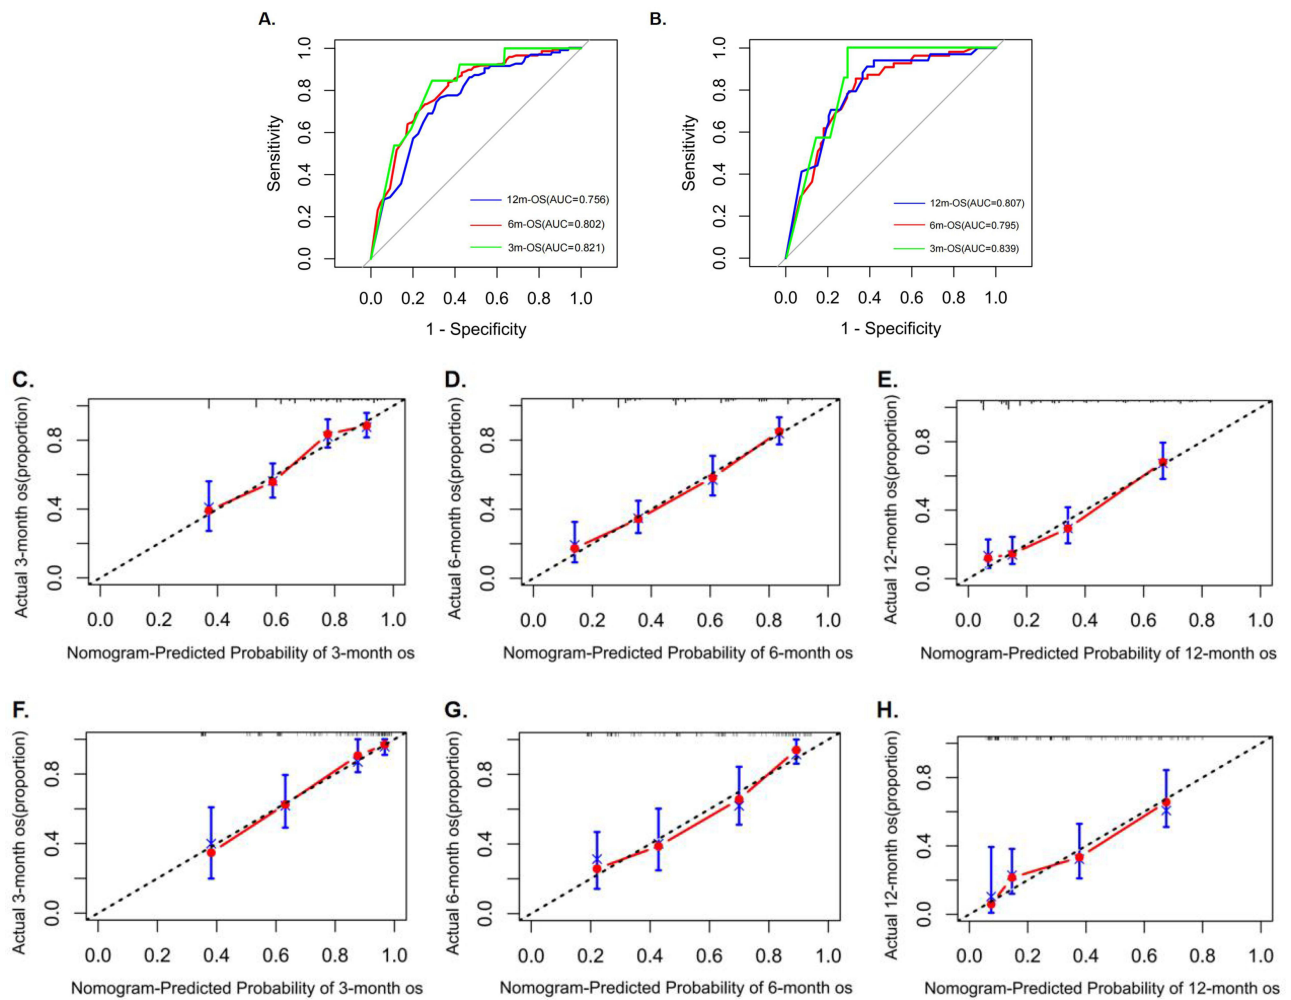 A.
B.
1.0
0.8
0.6
0.4
0.2
0.0
Sensitivity
12m-OS(AUC=0.756)
6m-OS(AUC=0.802)
3m-OS(AUC=0.821)
0.0 0.2 0.4 0.6 0.8 1.0
1 - Specificity
1.0
0.8
0.6
0.4
0.2
0.0
Sensitivity
12m-OS(AUC=0.807)
6m-OS(AUC=0.795)
3m-OS(AUC=0.839)
0.0 0.2 0.4 0.6 0.8 1.0
1 - Specificity
C.
Actual 3-month os(proportion)
0.8
0.4
0.0
0.0 0.2 0.4 0.6 0.8 1.0
Nomogram-Predicted Probability of 3-month os
D.
Actual 6-month os(proportion)
0.8
0.4
0.0
0.0 0.2 0.4 0.6 0.8 1.0
Nomogram-Predicted Probability of 6-month os
E.
Actual 12-month os(proportion)
0.8
0.4
0.0
0.0 0.2 0.4 0.6 0.8 1.0
Nomogram-Predicted Probability of 12-month os
F.
Actual 3-month os(proportion)
0.8
0.4
0.0
0.0 0.2 0.4 0.6 0.8 1.0
Nomogram-Predicted Probability of 3-month os
G.
Actual 6-month os(proportion)
0.8
0.4
0.0
0.0 0.2 0.4 0.6 0.8 1.0
Nomogram-Predicted Probability of 6-month os
H.
Actual 12-month os(proportion)
0.8
0.4
0.0
0.0 0.2 0.4 0.6 0.8 1.0
Nomogram-Predicted Probability of 12-month os